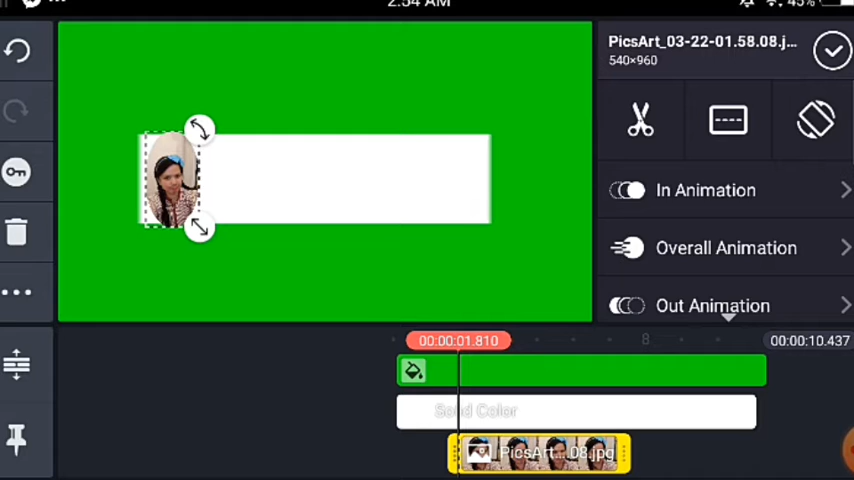 2:54 AM
45%
PicsArt_03-22-01.58.08.j...
540×960
In Animation
Overall Animation
Out Animation
00:00:01.810
8
00:00:10.437
Solid Color
PicsArt...08.jpg